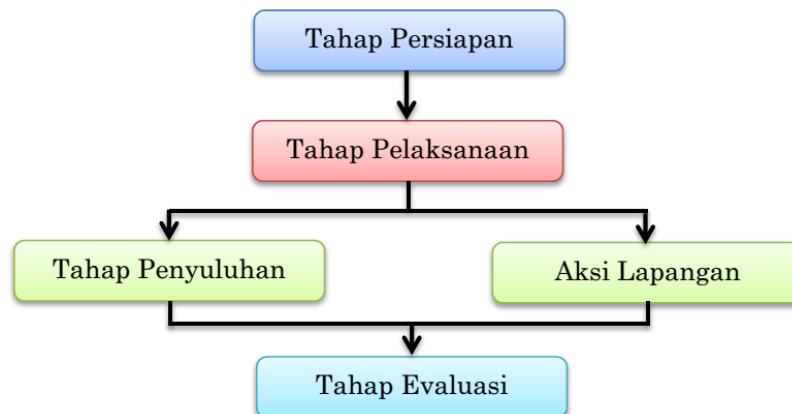 Tahap Persiapan
Tahap Pelaksanaan
Tahap Penyuluhan
Aksi Lapangan
Tahap Evaluasi